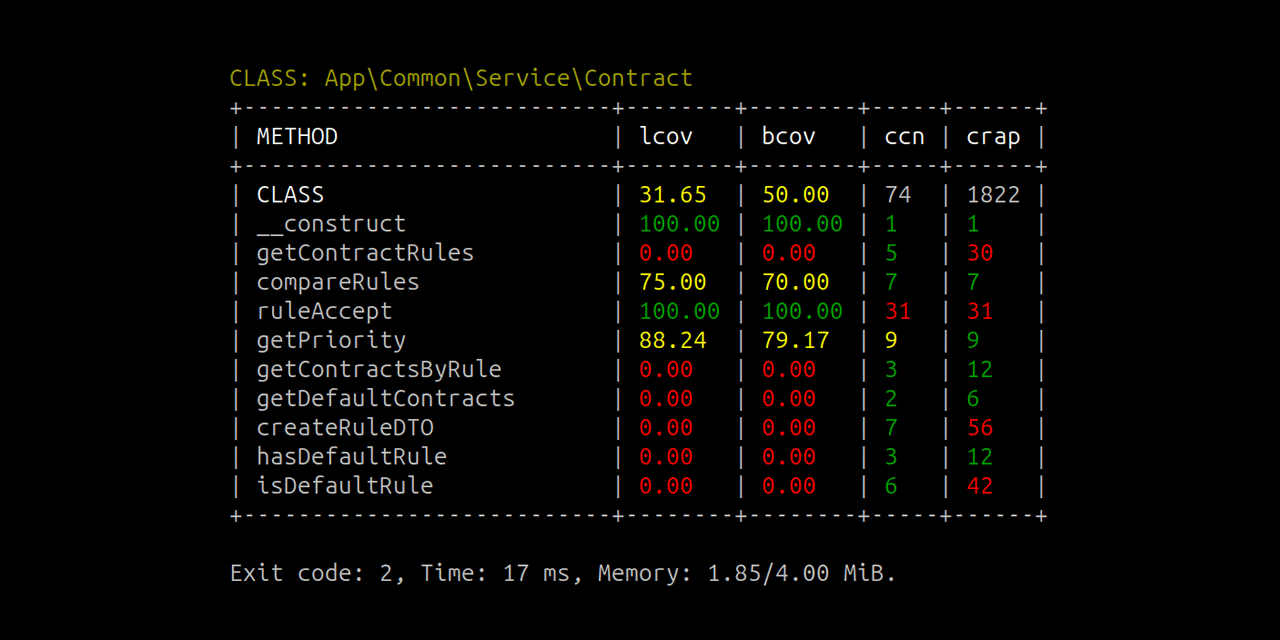 CLASS: App\Common\Service\Contract
+---------------------------+--------+--------+-----+------+
| METHOD                    | lcov   | bcov   | ccn | crap |
+---------------------------+--------+--------+-----+------+
| CLASS                     | 31.65  | 50.00  | 74  | 1822 |
| __construct               | 100.00 | 100.00 | 1   | 1    |
| getContractRules          | 0.00   | 0.00   | 5   | 30   |
| compareRules              | 75.00  | 70.00  | 7   | 7    |
| ruleAccept                | 100.00 | 100.00 | 31  | 31   |
| getPriority               | 88.24  | 79.17  | 9   | 9    |
| getContractsByRule        | 0.00   | 0.00   | 3   | 12   |
| getDefaultContracts       | 0.00   | 0.00   | 2   | 6    |
| createRuleDTO             | 0.00   | 0.00   | 7   | 56   |
| hasDefaultRule            | 0.00   | 0.00   | 3   | 12   |
| isDefaultRule             | 0.00   | 0.00   | 6   | 42   |
+---------------------------+--------+--------+-----+------+
Exit code: 2, Time: 17 ms, Memory: 1.85/4.00 MiB.